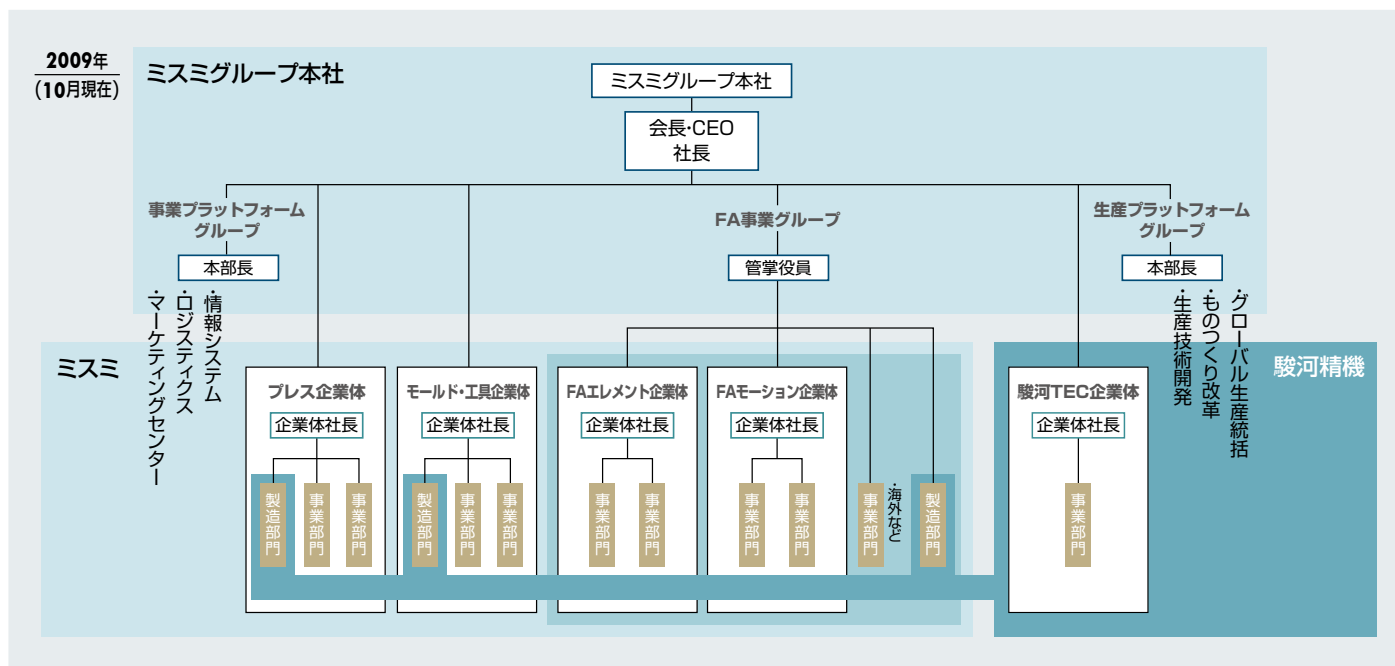 2009年
(10月現在)
ミスミグループ本社
ミスミグループ本社
会長・CEO
社長
事業プラットフォーム
グループ
本部長
・情報システム
・ロジスティクス
・マーケティングセンター
FA事業グループ
管掌役員
生産プラットフォーム
グループ
本部長
・グローバル生産統括
・ものつくり改革
・生産技術開発
ミスミ
駿河精機
プレス企業体
企業体社長
製造部門
事業部門
事業部門
モールド・工具企業体
企業体社長
製造部門
事業部門
事業部門
FAエレメント企業体
企業体社長
事業部門
事業部門
FAモーション企業体
企業体社長
事業部門
事業部門
事業部門
・海外など
製造部門
駿河TEC企業体
企業体社長
事業部門